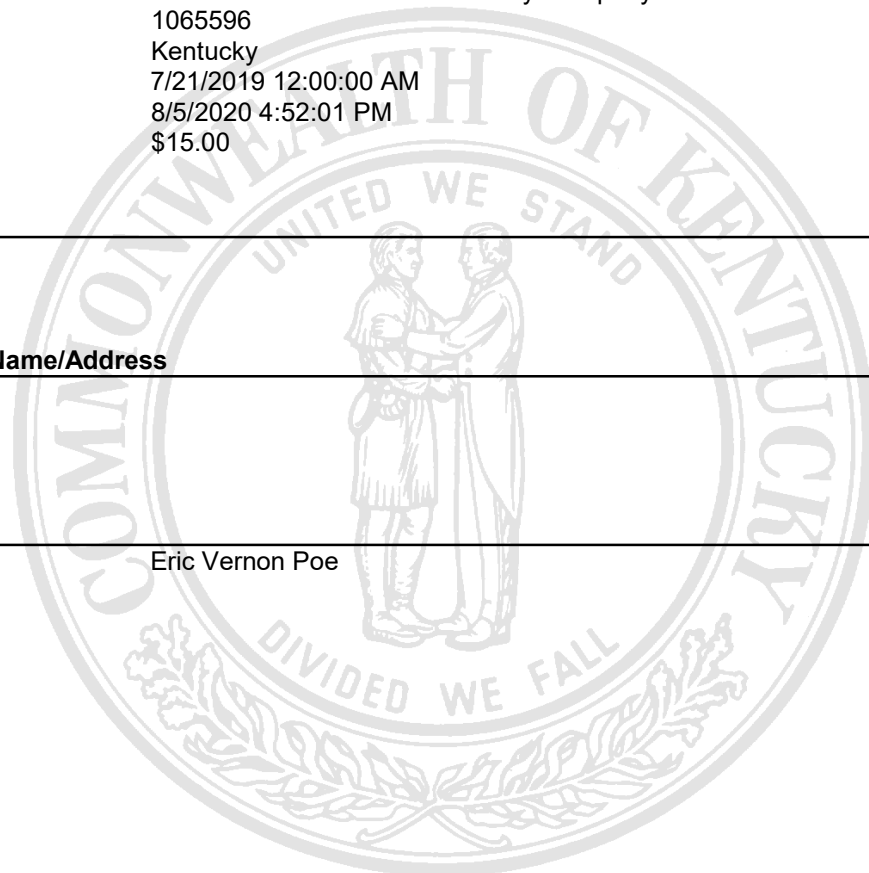 1065596
Kentucky
7/21/2019 12:00:00 AM
8/5/2020 4:52:01 PM
$15.00
COMMONWEALTH OF KENTUCKY
UNITED WE STAND
Name/Address
Eric Vernon Poe
DIVIDED WE FALL